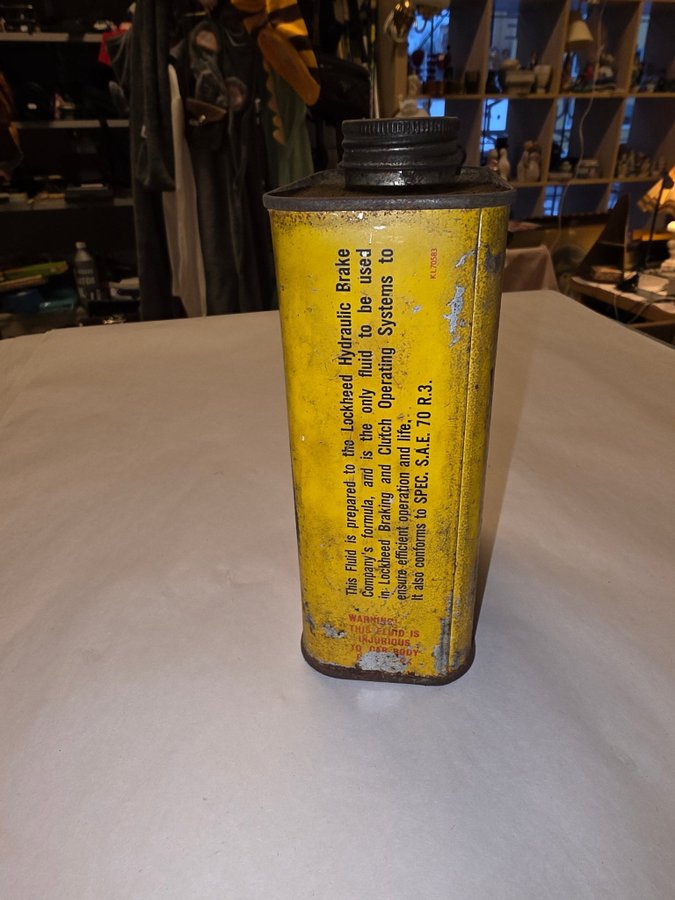 This Fluid is prepared to the Lockheed Hydraulic Brake
Company's formula, and is the only fluid to be used
in Lockheed Braking and Clutch Operating Systems to
ensure efficient operation and life.
It also conforms to SPEC. S.A.E. 70 R.3.
WARNING!
THIS FLUID IS
INJURIOUS
TO CAR BODY